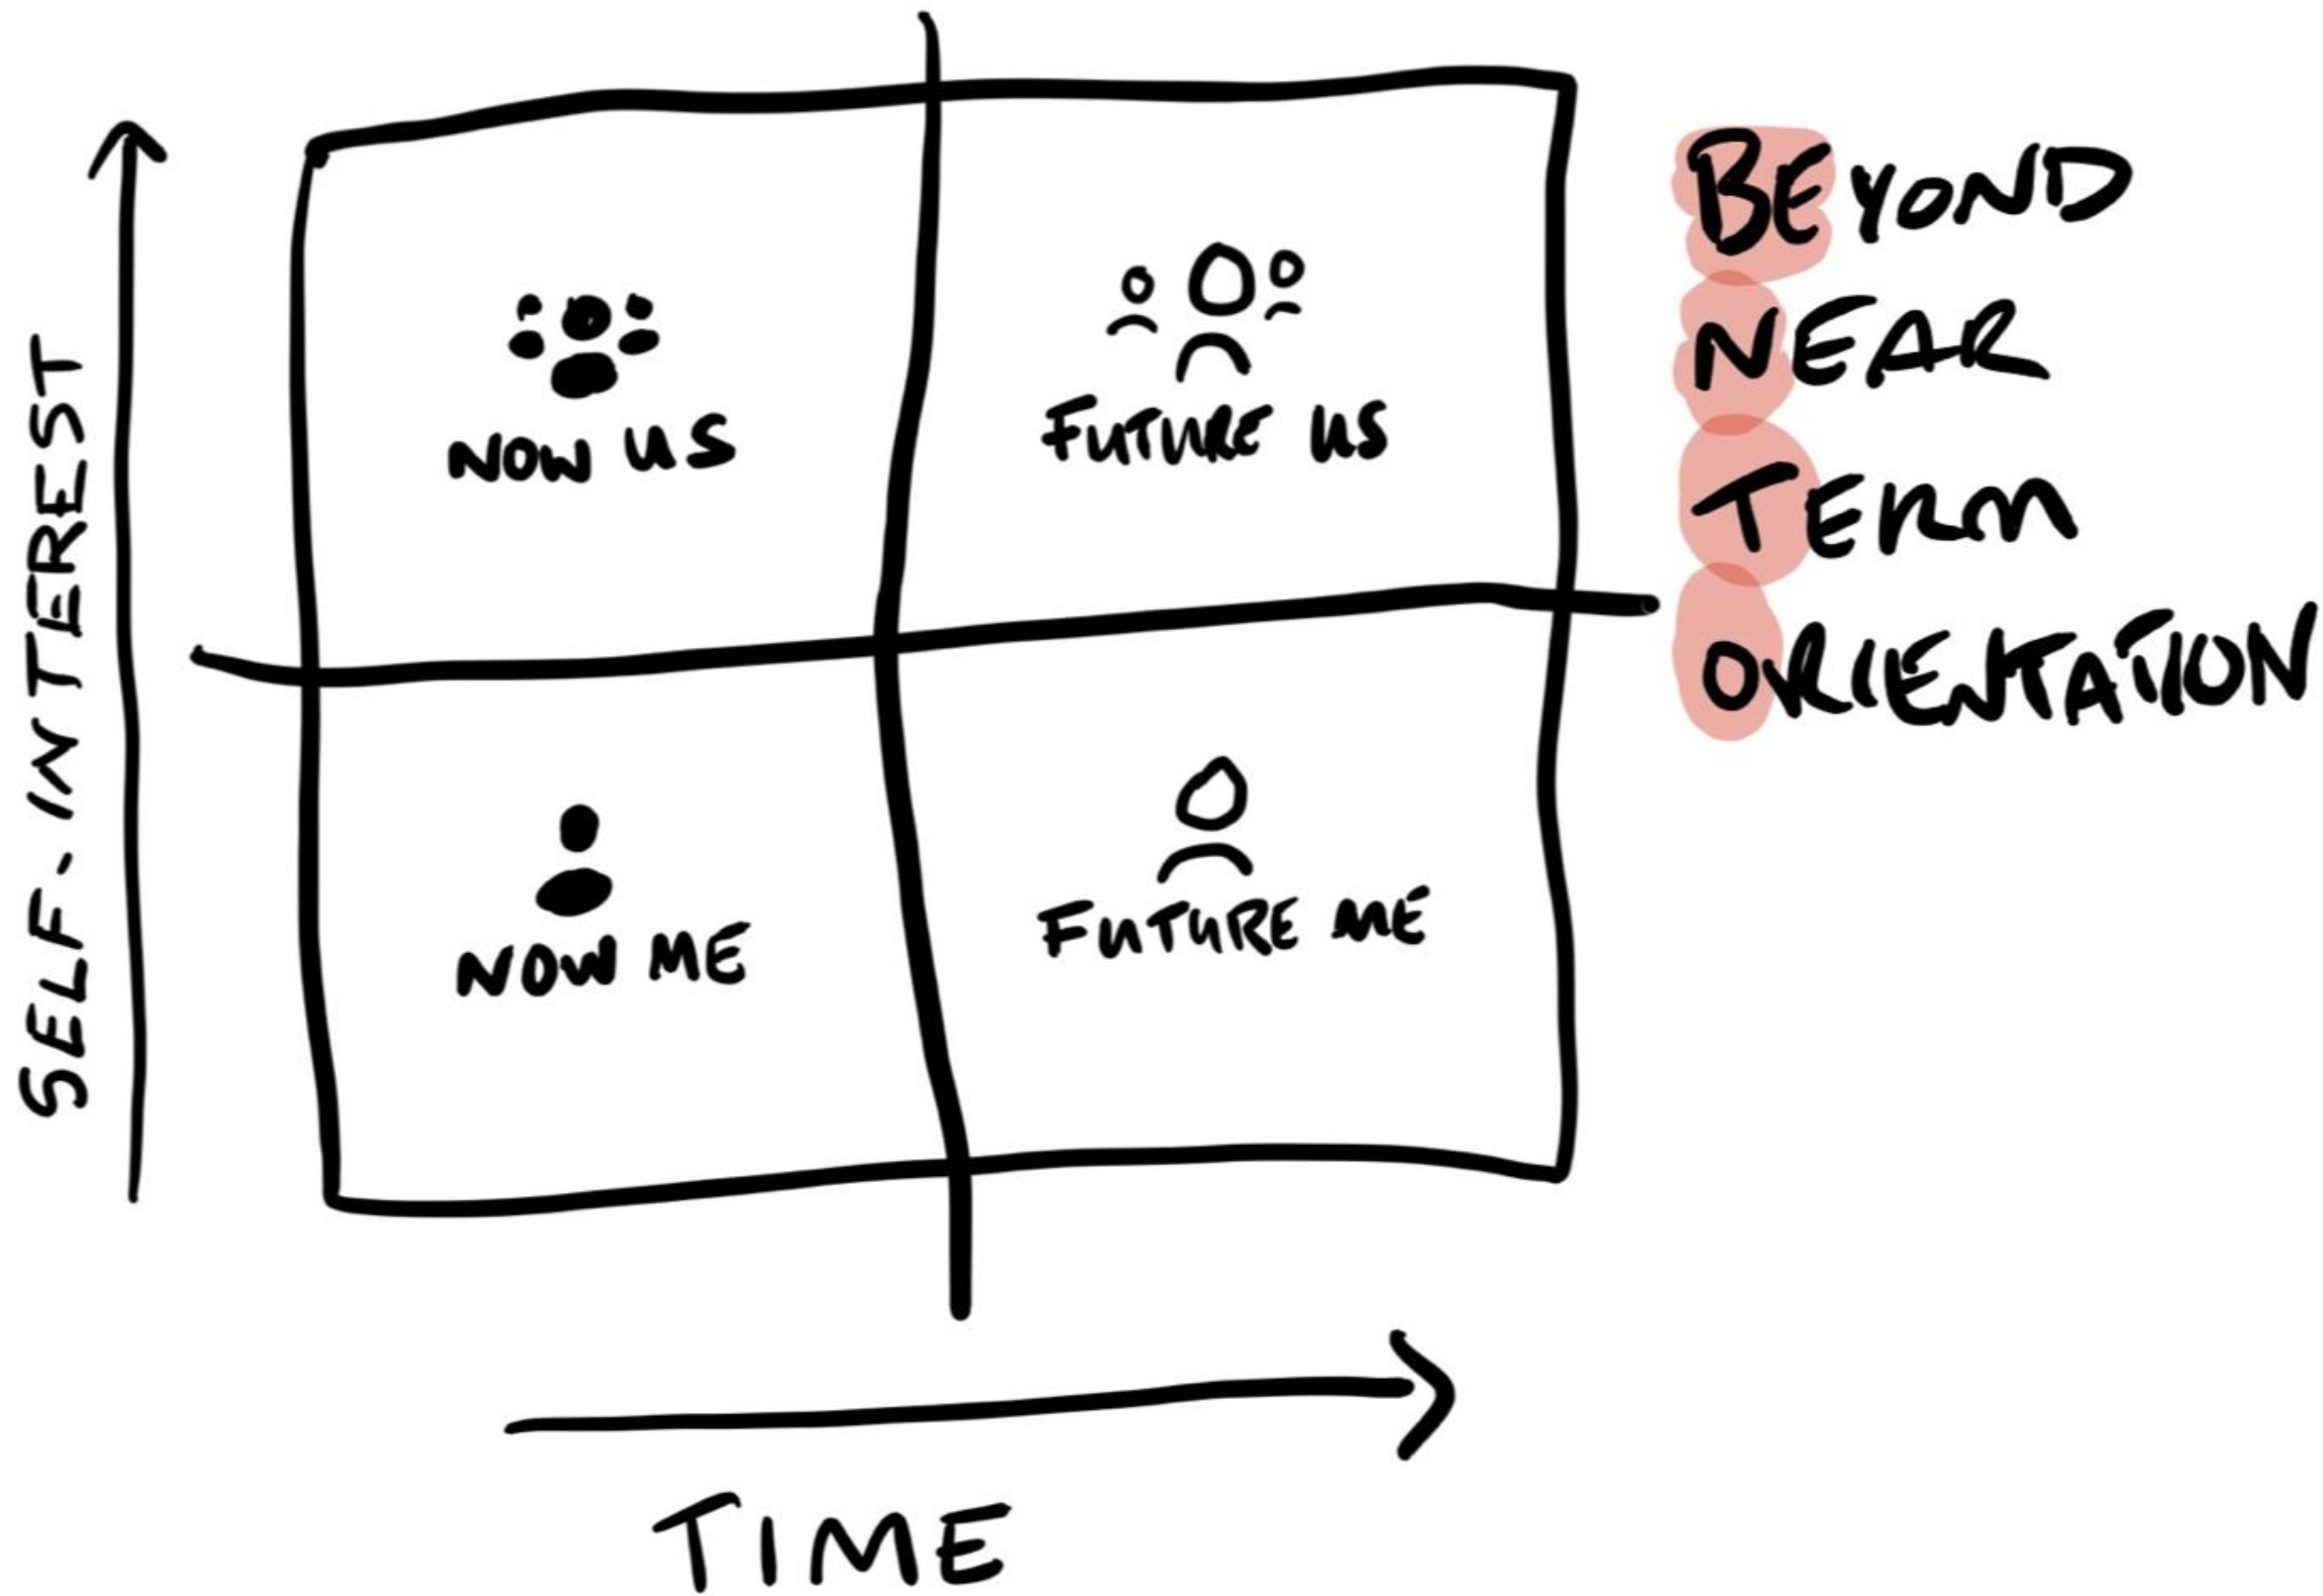 SELF-INTEREST
NOW US
FUTURE US
NOW ME
FUTURE ME
TIME
BEYOND
NEAR
TERM
ORIENTATION